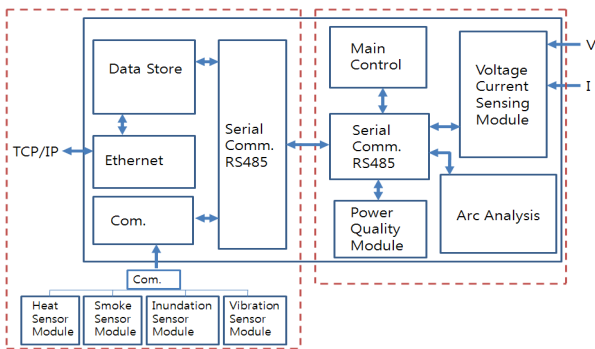 Data Store
Ethernet
Com.
Serial
Comm.
RS485
TCP/IP
Com.
Heat
Sensor
Module
Smoke
Sensor
Module
Inundation
Sensor
Module
Vibration
Sensor
Module
Main
Control
Serial
Comm.
RS485
Power
Quality
Module
Voltage
Current
Sensing
Module
Arc Analysis
V
I